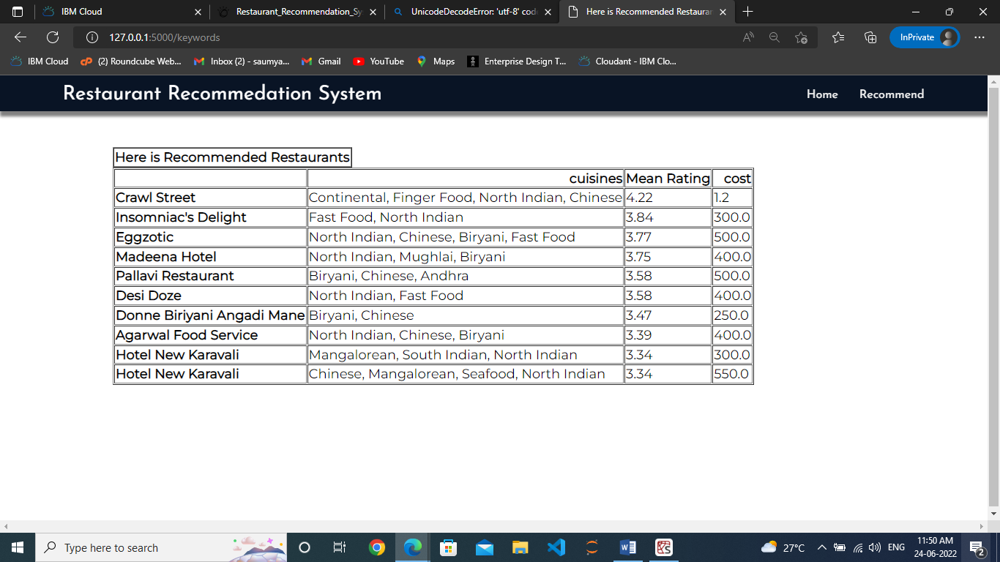 IBM Cloud
Restaurant_Recommendation_Sy
UnicodeDecodeError: 'utf-8' cod
Here is Recommended Restauran
127.0.0.1:5000/keywords
InPrivate
IBM Cloud
(2) Roundcube Web...
Inbox (2) - saumya...
Gmail
YouTube
Maps
Enterprise Design T...
Cloudant - IBM Clo...
Restaurant Recommedation System
Home Recommend
Here is Recommended Restaurants
cuisines Mean Rating cost
Crawl Street Continental, Finger Food, North Indian, Chinese 4.22 1.2
Insomniac's Delight Fast Food, North Indian 3.84 300.0
Eggzotic North Indian, Chinese, Biryani, Fast Food 3.77 500.0
Madeena Hotel North Indian, Mughlai, Biryani 3.75 400.0
Pallavi Restaurant Biryani, Chinese, Andhra 3.58 500.0
Desi Doze North Indian, Fast Food 3.58 400.0
Donne Biriyani Angadi Mane Biryani, Chinese 3.47 250.0
Agarwal Food Service North Indian, Chinese, Biryani 3.39 400.0
Hotel New Karavali Mangalorean, South Indian, North Indian 3.34 300.0
Hotel New Karavali Chinese, Mangalorean, Seafood, North Indian 3.34 550.0
Type here to search
27°C
ENG
11:50 AM
24-06-2022
2